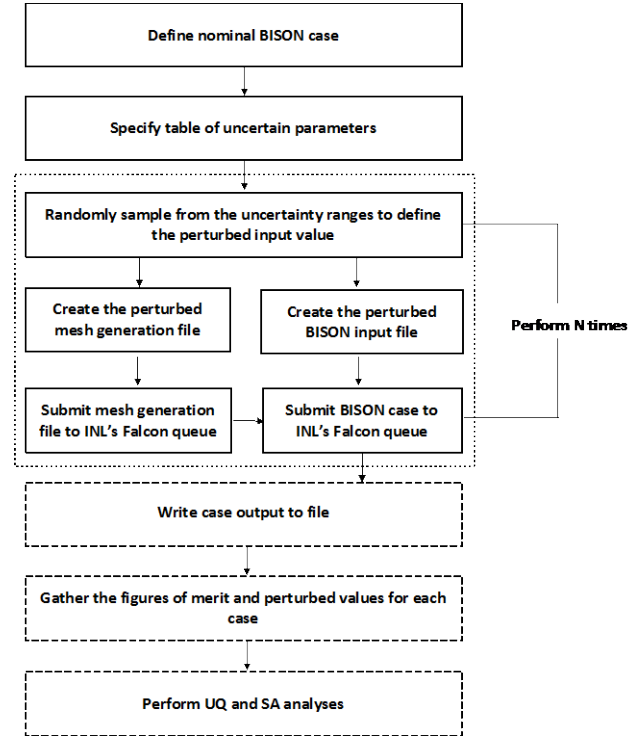 Define nominal BISON case
Specify table of uncertain parameters
Randomly sample from the uncertainty ranges to define
the perturbed input value
Create the perturbed
mesh generation file
Create the perturbed
BISON input file
Perform N times
Submit mesh generation
file to INL's Falcon queue
Submit BISON case to
INL's Falcon queue
Write case output to file
Gather the figures of merit and perturbed values for each
case
Perform UQ and SA analyses